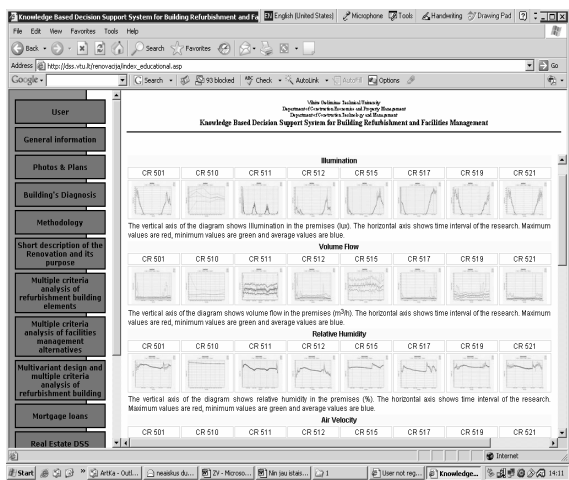 Knowledge Based Decision Support System for Building Refurbishment and Fa
EN English (United States) Microphone Tools Handwriting Drawing Pad
File Edit View Favorites Tools Help
Back Search Favorites
Address http://dss.vtu.lt/renovacija/index_educational.asp Go
Google Search 93 blocked Check AutoLink AutoFill Options
User
General information
Photos & Plans
Building's Diagnosis
Methodology
Short description of the
Renovation and its
purpose
Multiple criteria
analysis of
refurbishment building
elements
Multiple criteria
analysis of facilities
management
alternatives
Multivariant design and
multiple criteria
analysis of
refurbishment building
Mortgage loans
Real Estate DSS
Vilnius Gediminas Technical University
Department of Construction Economics and Property Management
Department of Construction Technology and Management
Knowledge Based Decision Support System for Building Refurbishment and Facilities Management
Illumination
CR 501 CR 510 CR 511 CR 512 CR 515 CR 517 CR 519 CR 521
The vertical axis of the diagram shows Illumination in the premises (lux). The horizontal axis shows time interval of the research. Maximum
values are red, minimum values are green and average values are blue.
Volume Flow
CR 501 CR 510 CR 511 CR 512 CR 515 CR 517 CR 519 CR 521
The vertical axis of the diagram shows volume flow in the premises (m³/h). The horizontal axis shows time interval of the research. Maximum
values are red, minimum values are green and average values are blue.
Relative Humidity
CR 501 CR 510 CR 511 CR 512 CR 515 CR 517 CR 519 CR 521
The vertical axis of the diagram shows relative humidity in the premises (%). The horizontal axis shows time interval of the research.
Maximum values are red, minimum values are green and average values are blue.
Air Velocity
CR 501 CR 510 CR 511 CR 512 CR 515 CR 517 CR 519 CR 521
Internet
Start ArtKa - Outl... neaiskus du... ZV - Microso... Nin jau istais... 1 User not reg... Knowledge... 14:11